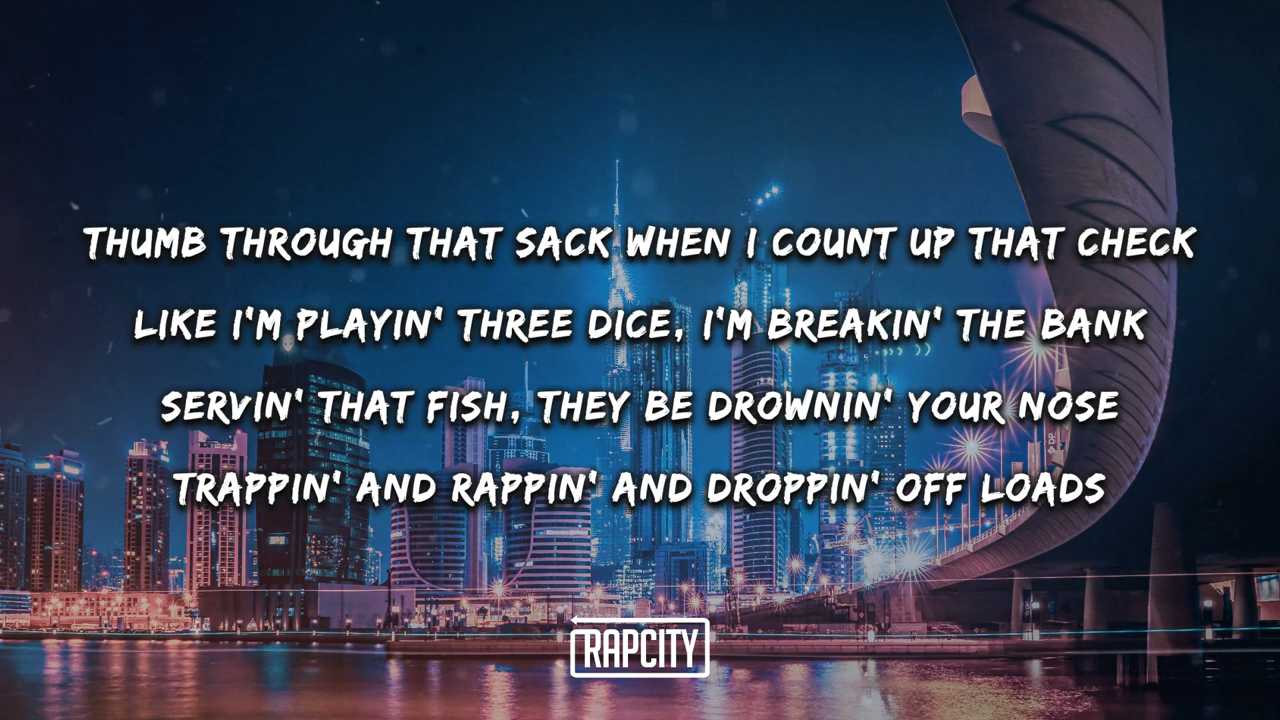 THUMB THROUGH THAT SACK WHEN I COUNT UP THAT CHECK
LIKE I'M PLAYIN' THREE DICE, I'M BREAKIN' THE BANK
SERVIN' THAT FISH, THEY BE DROWNIN' YOUR NOSE
TRAPPIN' AND RAPPIN' AND DROPPIN' OFF LOADS
RAPCITY